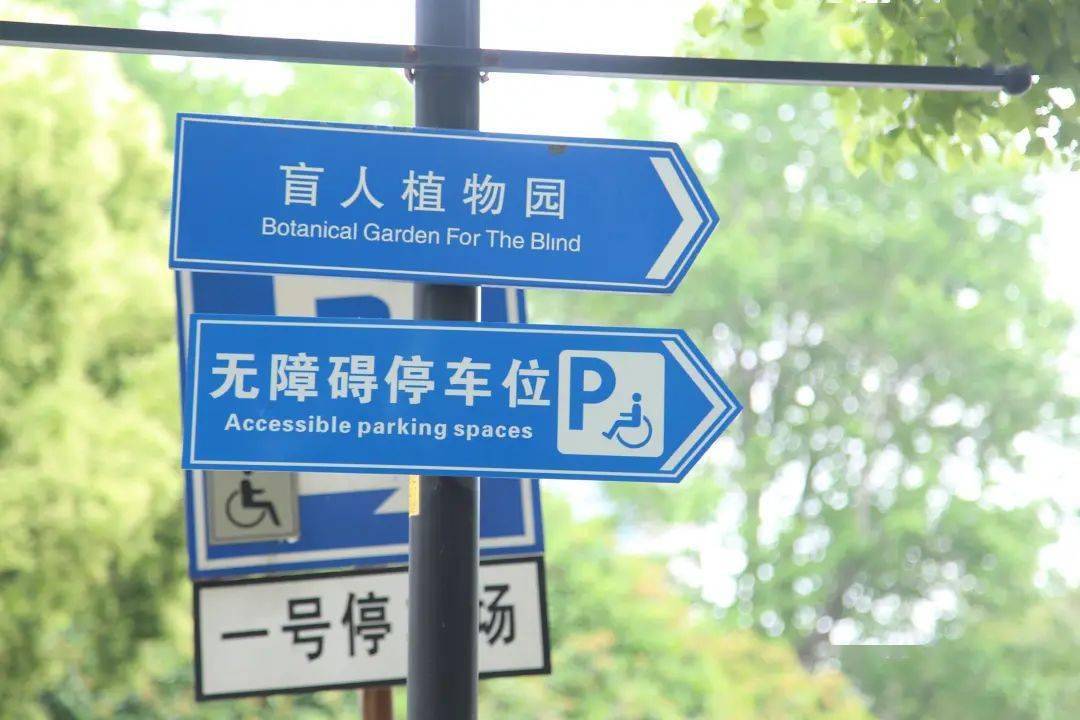 盲人植物园
Botanical Garden For The Blind
无障碍停车位
P
Accessible parking spaces
一号停 场